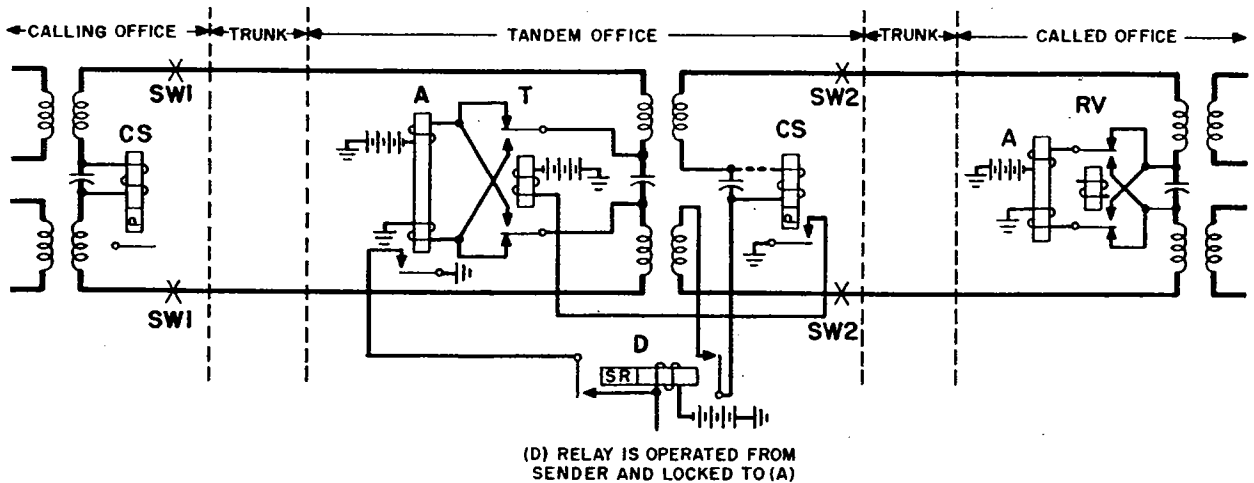 CALLING OFFICE
TRUNK
TANDEM OFFICE
TRUNK
CALLED OFFICE
SW1
A
T
SW2
RV
CS
CS
A
P
P
SW1
SW2
D
SR
(D) RELAY IS OPERATED FROM
SENDER AND LOCKED TO (A)